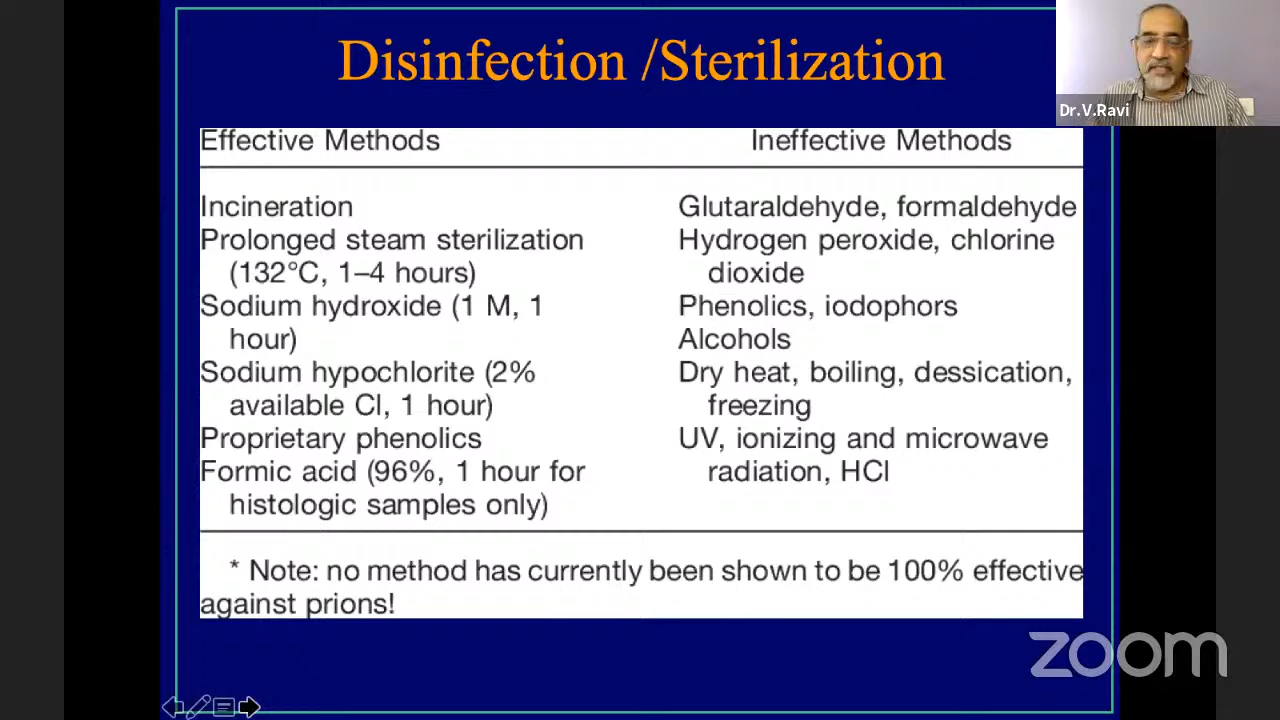 Disinfection /Sterilization
Dr.V.Ravi
Effective Methods
Ineffective Methods
Incineration
Prolonged steam sterilization
(132°C, 1–4 hours)
Sodium hydroxide (1 M, 1
hour)
Sodium hypochlorite (2%
available Cl, 1 hour)
Proprietary phenolics
Formic acid (96%, 1 hour for
histologic samples only)
Glutaraldehyde, formaldehyde
Hydrogen peroxide, chlorine
dioxide
Phenolics, iodophors
Alcohols
Dry heat, boiling, dessication,
freezing
UV, ionizing and microwave
radiation, HCl
* Note: no method has currently been shown to be 100% effective
against prions!
zoom